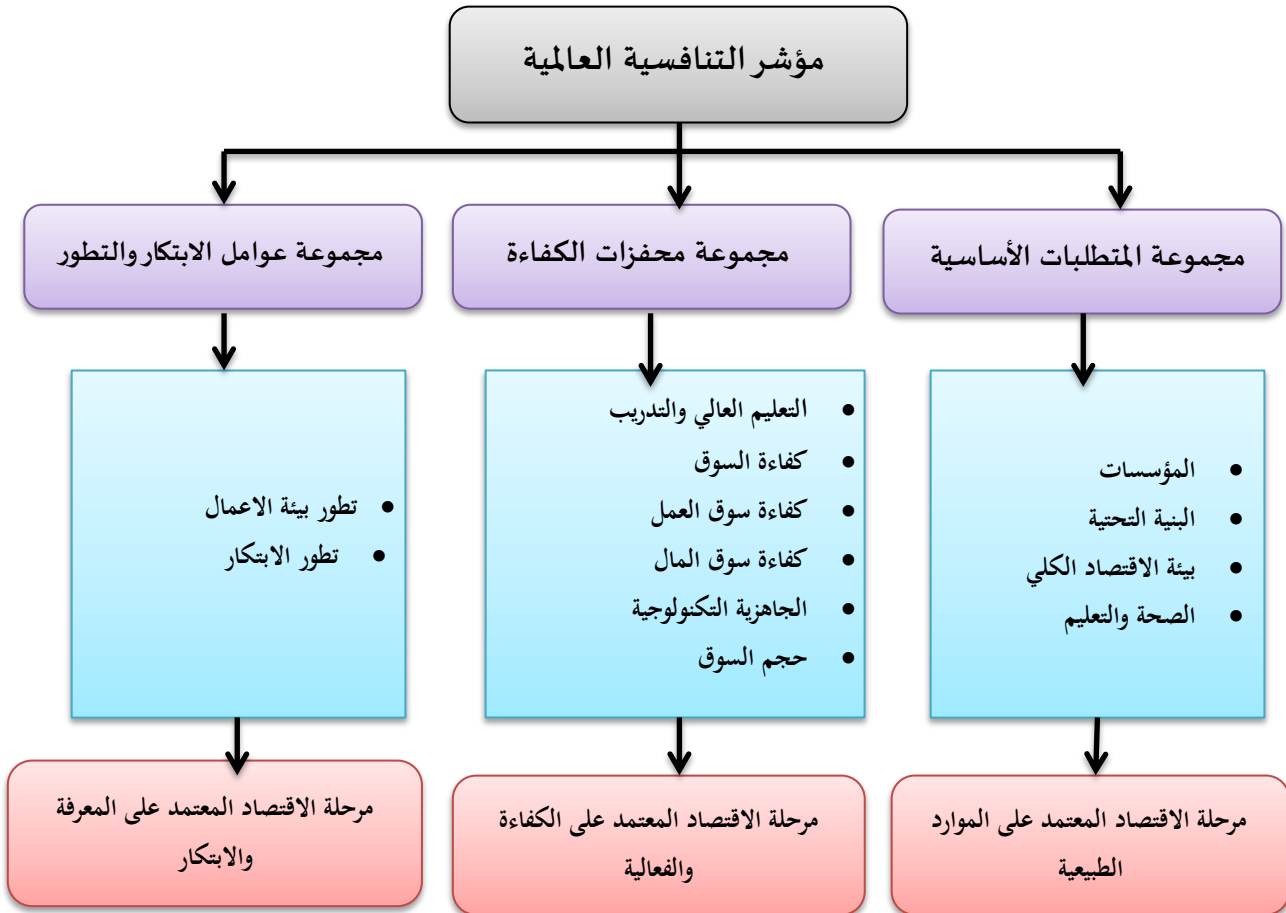 مؤشر التنافسية العالمية
مجموعة المتطلبات الأساسية
مجموعة محفزات الكفاءة
مجموعة عوامل الابتكار والتطور
• المؤسسات
• البنية التحتية
• بيئة الاقتصاد الكلي
• الصحة والتعليم
• التعليم العالي والتدريب
• كفاءة السوق
• كفاءة سوق العمل
• كفاءة سوق المال
• الجاهزية التكنولوجية
• حجم السوق
• تطور بيئة الاعمال
• تطور الابتكار
مرحلة الاقتصاد المعتمد على الموارد
الطبيعية
مرحلة الاقتصاد المعتمد على الكفاءة
والفعالية
مرحلة الاقتصاد المعتمد على المعرفة
والابتكار